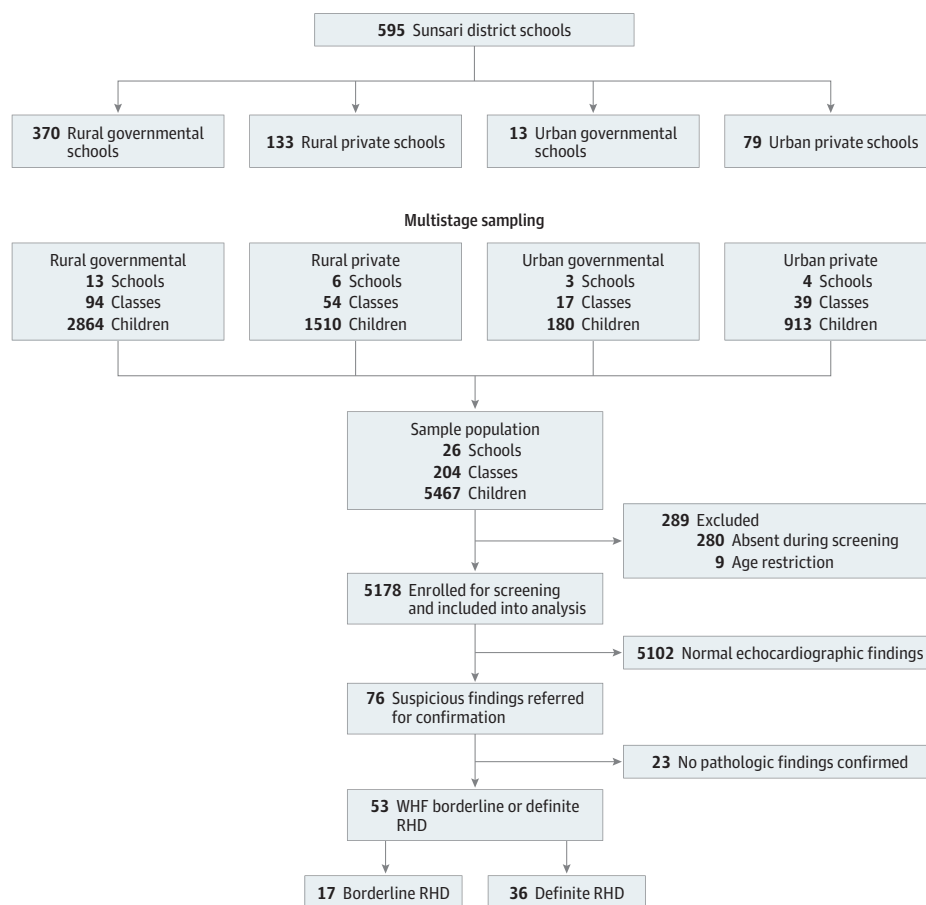 595 Sunsari district schools
370 Rural governmental
schools
133 Rural private schools
13 Urban governmental
schools
79 Urban private schools
Multistage sampling
Rural governmental
13 Schools
94 Classes
2864 Children
Rural private
6 Schools
54 Classes
1510 Children
Urban governmental
3 Schools
17 Classes
180 Children
Urban private
4 Schools
39 Classes
913 Children
Sample population
26 Schools
204 Classes
5467 Children
289 Excluded
280 Absent during screening
9 Age restriction
5178 Enrolled for screening
and included into analysis
5102 Normal echocardiographic findings
76 Suspicious findings referred
for confirmation
23 No pathologic findings confirmed
53 WHF borderline or definite
RHD
17 Borderline RHD
36 Definite RHD